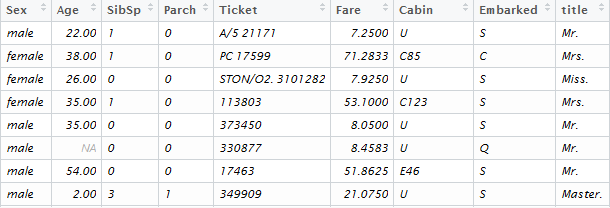 Sex Age SibSp Parch Ticket Fare Cabin Embarked title
male 22.00 1 0 A/5 21171 7.2500 U S Mr.
female 38.00 1 0 PC 17599 71.2833 C85 C Mrs.
female 26.00 0 0 STON/O2. 3101282 7.9250 U S Miss.
female 35.00 1 0 113803 53.1000 C123 S Mrs.
male 35.00 0 0 373450 8.0500 U S Mr.
male NA 0 0 330877 8.4583 U Q Mr.
male 54.00 0 0 17463 51.8625 E46 S Mr.
male 2.00 3 1 349909 21.0750 U S Master.